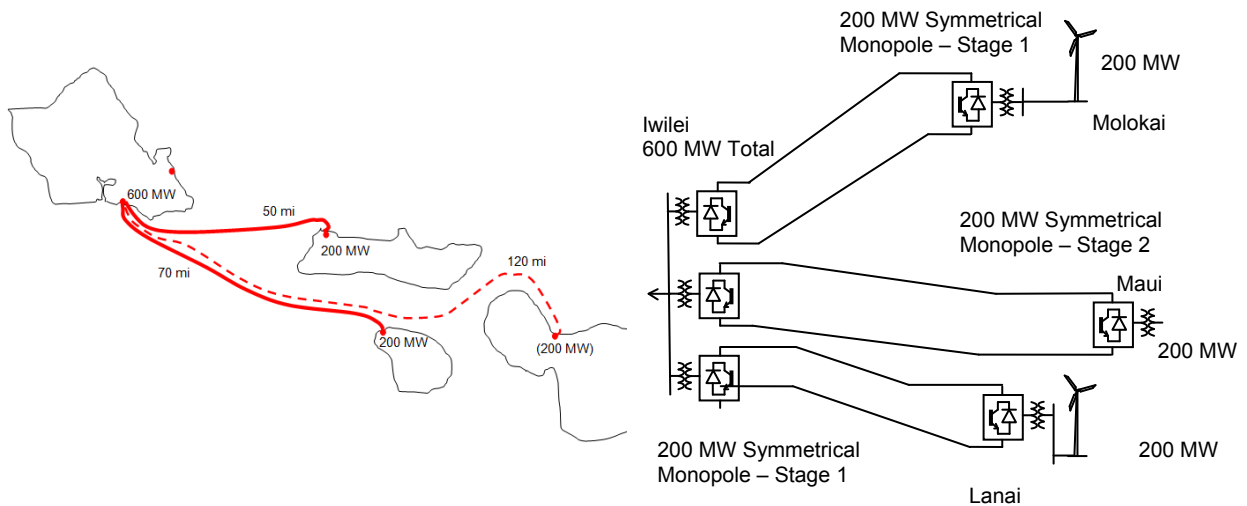 600 MW
50 mi
200 MW
70 mi
120 mi
200 MW
(200 MW)
200 MW Symmetrical
Monopole – Stage 1
200 MW
Molokai
Iwilei
600 MW Total
200 MW Symmetrical
Monopole – Stage 2
Maui
200 MW
200 MW Symmetrical
Monopole – Stage 1
200 MW
Lanai